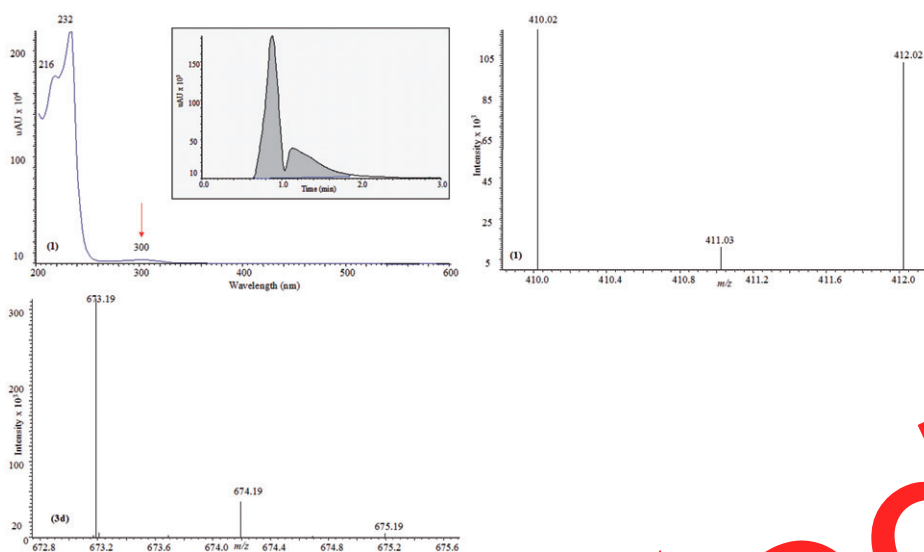 232
216
200
100
10
uAU x 10⁴
(1)
300
200 300 400 500 600
Wavelength (nm)
150
100
50
10
uAU x 10³
0.0 1.0 2.0 3.0
Time (min)
410.02
412.02
411.03
105
85
65
45
25
5
Intensity x 10³
(1)
410.0 410.4 410.8 411.2 411.6 412.0
m/z
673.19
674.19
675.19
300
200
100
20
0
Intensity x 10³
(3d)
672.8 673.2 673.6 674.0 m/z 674.4 674.8 675.2 675.6